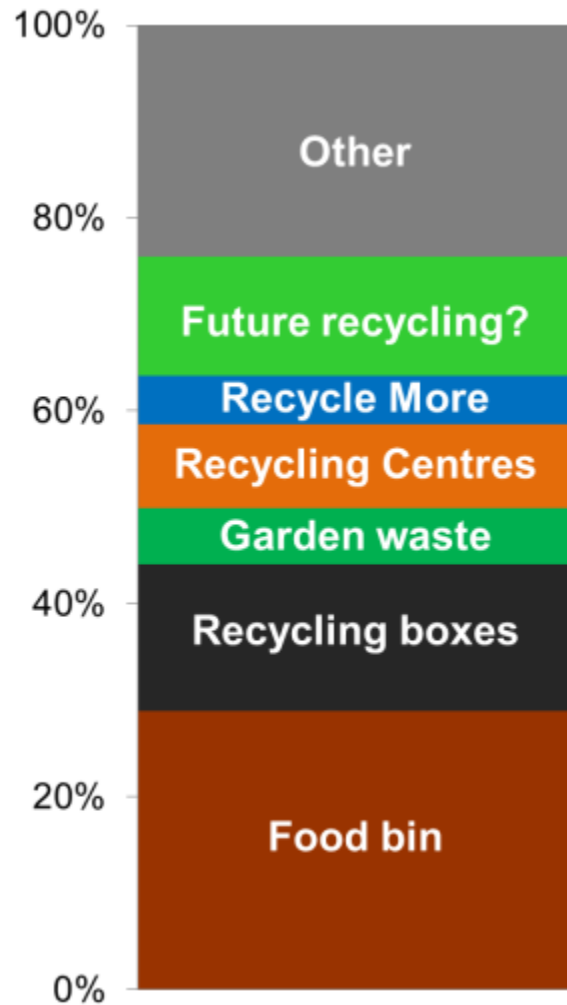 100%
Other
80%
Future recycling?
Recycle More
60%
Recycling Centres
Garden waste
40%
Recycling boxes
20%
Food bin
0%